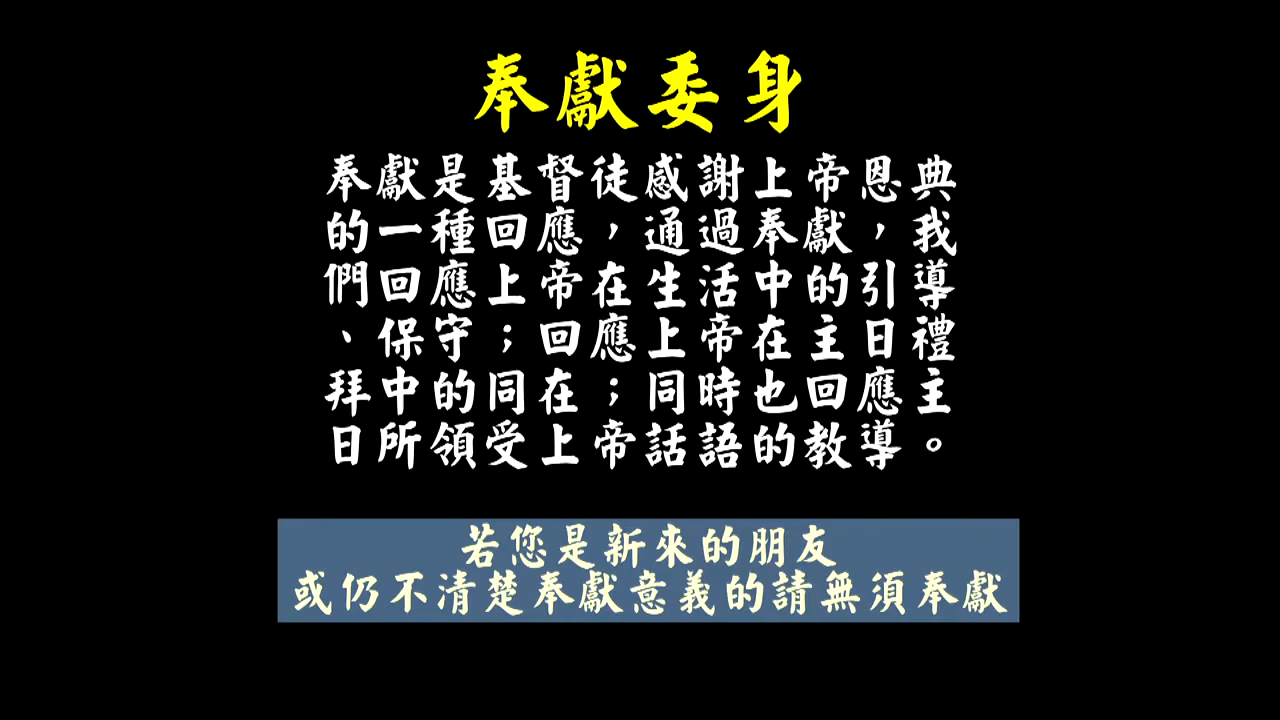 奉獻委身
奉獻是基督徒感謝上帝恩典
的一種回應，通過奉獻，我
們回應上帝在生活中的引導
、保守；回應上帝在主日禮
拜中的同在；同時也回應主
日所領受上帝話語的教導。
若您是新來的朋友
或仍不清楚奉獻意義的請無須奉獻